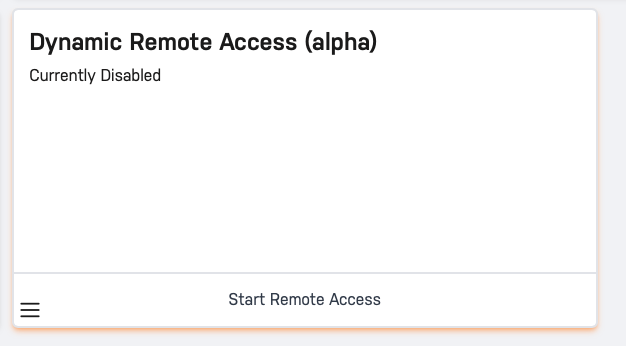 Dynamic Remote Access (alpha)
Currently Disabled
Start Remote Access